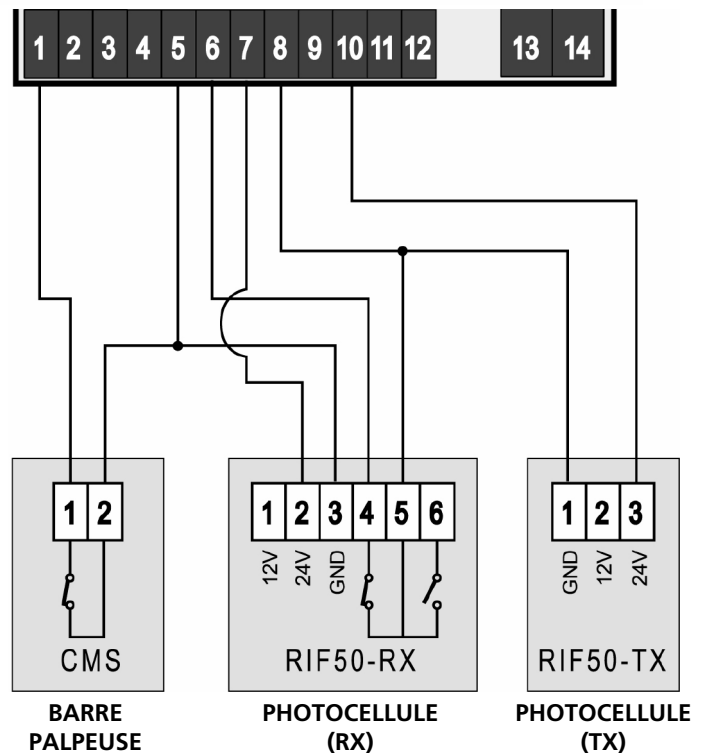 1 2 3 4 5 6 7 8 9 10 11 12 13 14
1 2
CMS
BARRE
PALPEUSE
1 2 3 4 5 6
12V 24V GND
RIF50-RX
PHOTOCELLULE
(RX)
1 2 3
GND 12V 24V
RIF50-TX
PHOTOCELLULE
(TX)